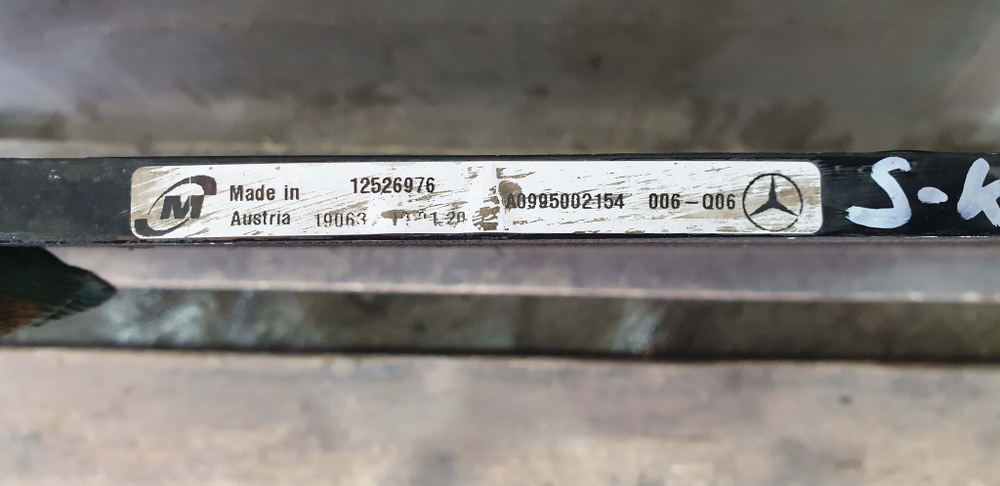 M
Made in 12526976
Austria 19063
A0995002154 006-Q06
S-K